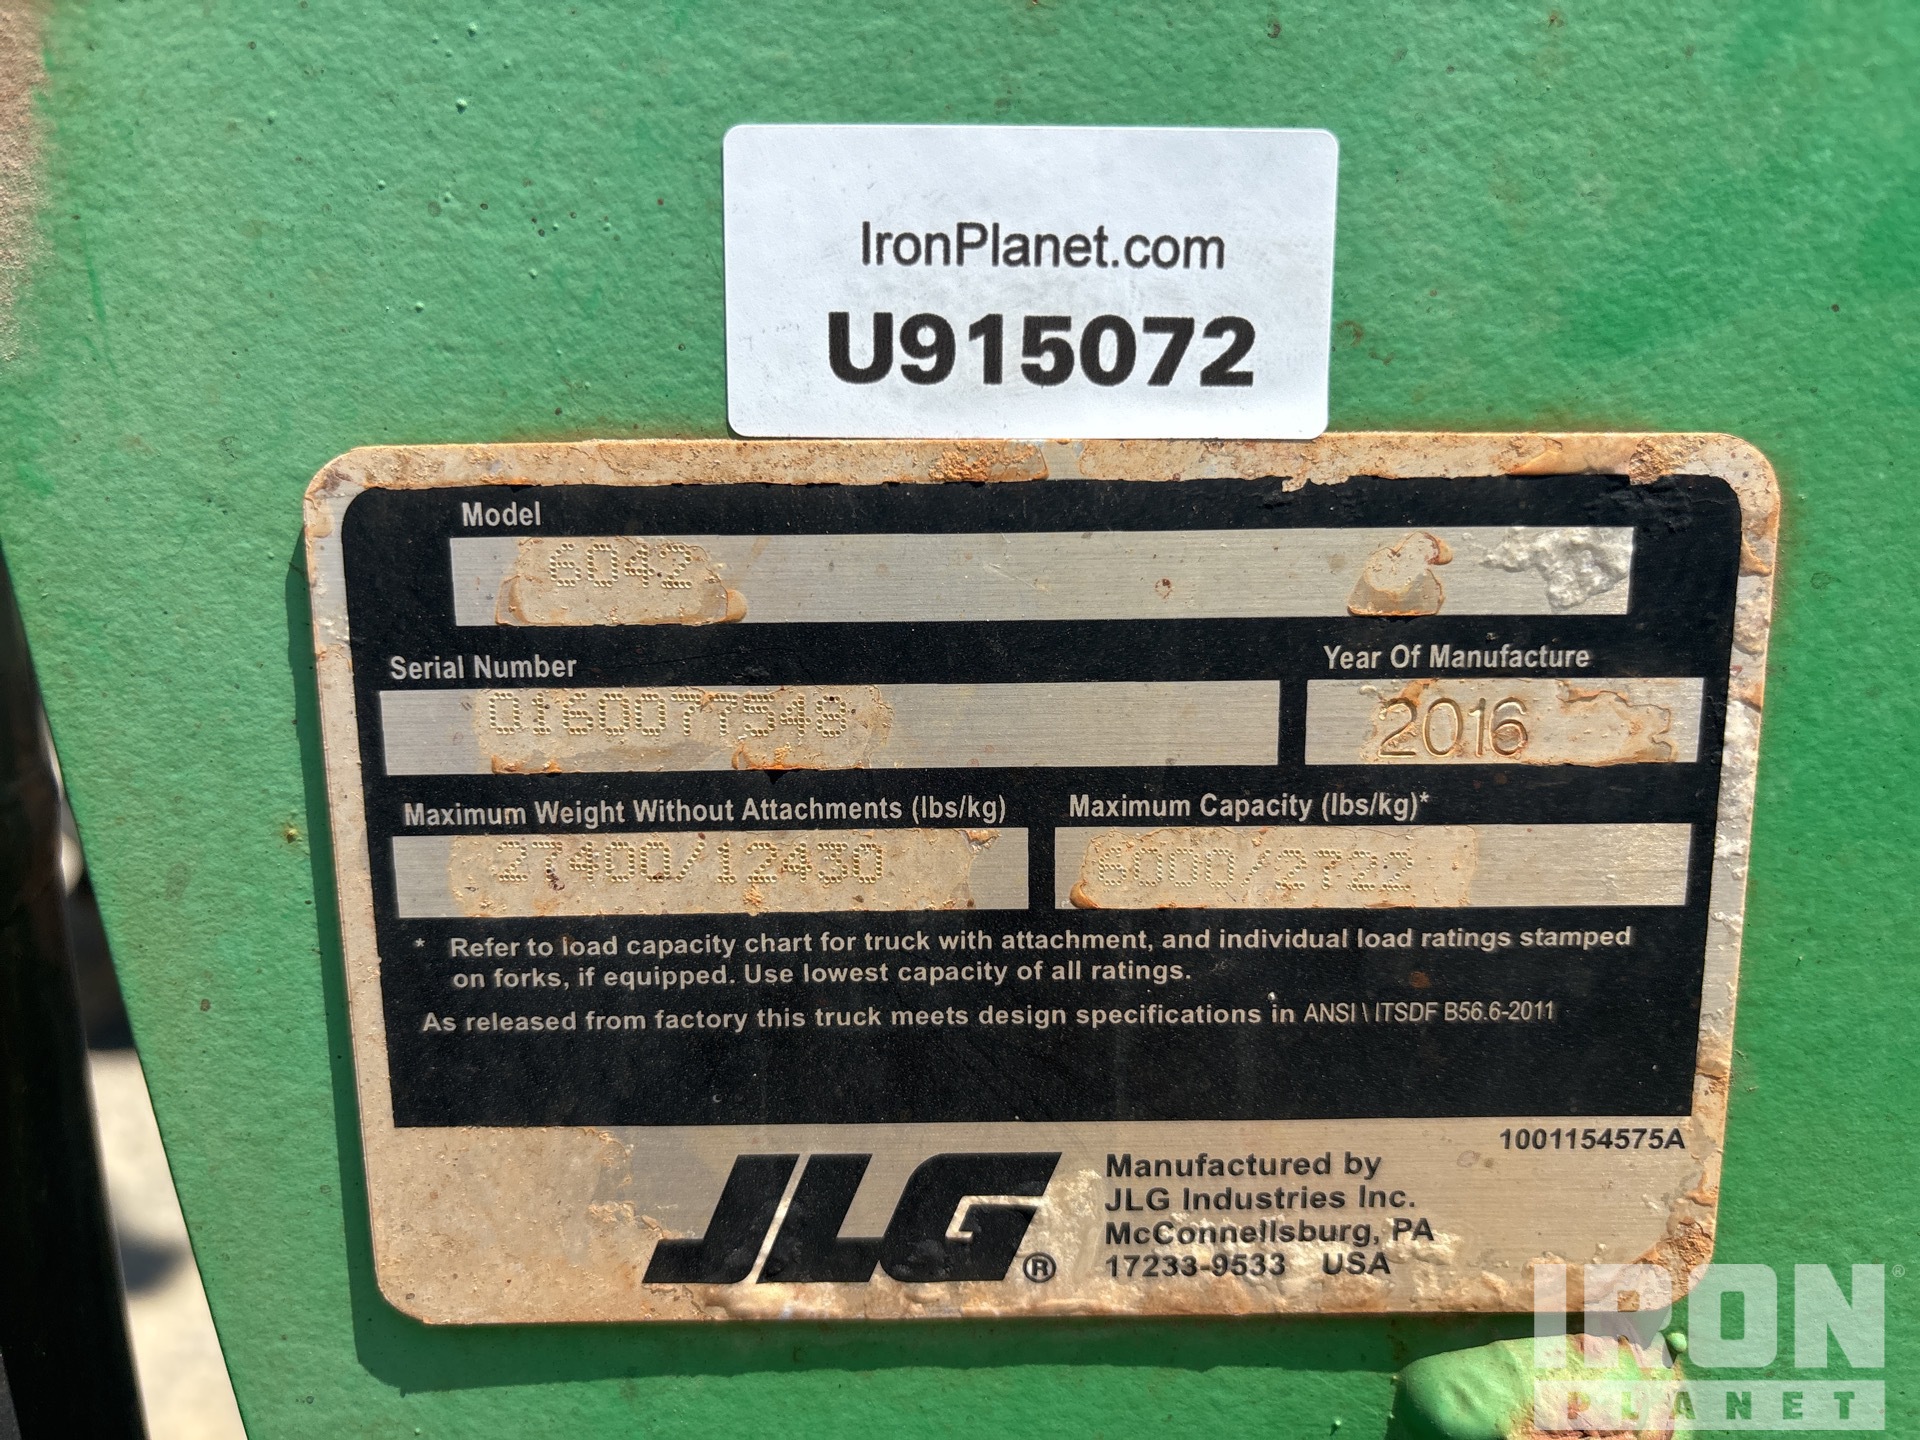 IronPlanet.com
U915072
Model
6042
Serial Number
0160077548
Year Of Manufacture
2016
Maximum Weight Without Attachments (lbs/kg)
27400/12430
Maximum Capacity (lbs/kg)*
6000/2722
* Refer to load capacity chart for truck with attachment, and individual load ratings stamped
on forks, if equipped. Use lowest capacity of all ratings.
As released from factory this truck meets design specifications in ANSI \ ITSDF B56.6-2011
1001154575A
JLG®
Manufactured by
JLG Industries Inc.
McConnellsburg, PA
17233-9533 USA
IRON®
PLANET